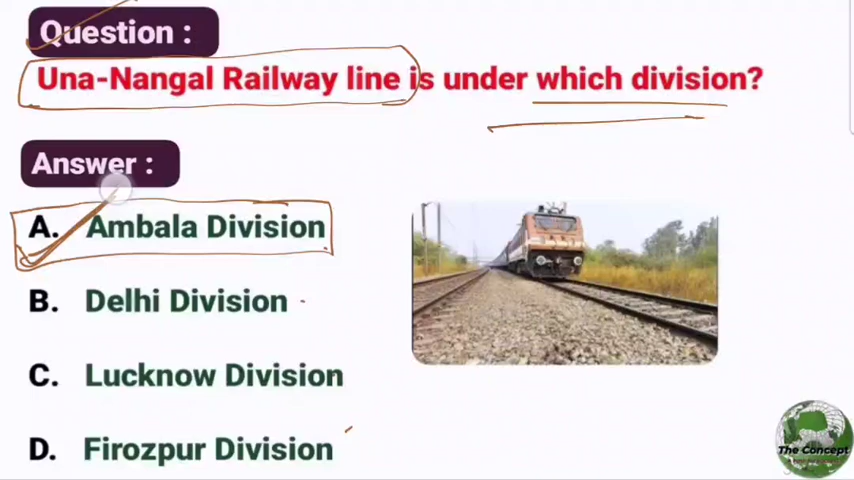 Question :
Una-Nangal Railway line is under which division?
Answer :
A. Ambala Division
B. Delhi Division
C. Lucknow Division
D. Firozpur Division
The Concept